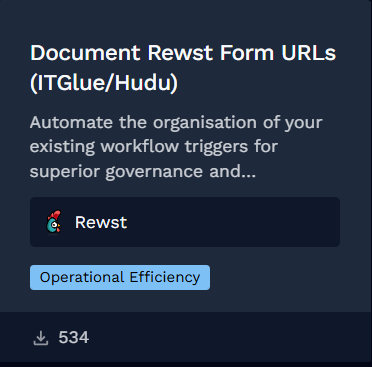 Document Rewst Form URLs
(ITGlue/Hudu)
Automate the organisation of your
existing workflow triggers for
superior governance and...
Rewst
Operational Efficiency
534